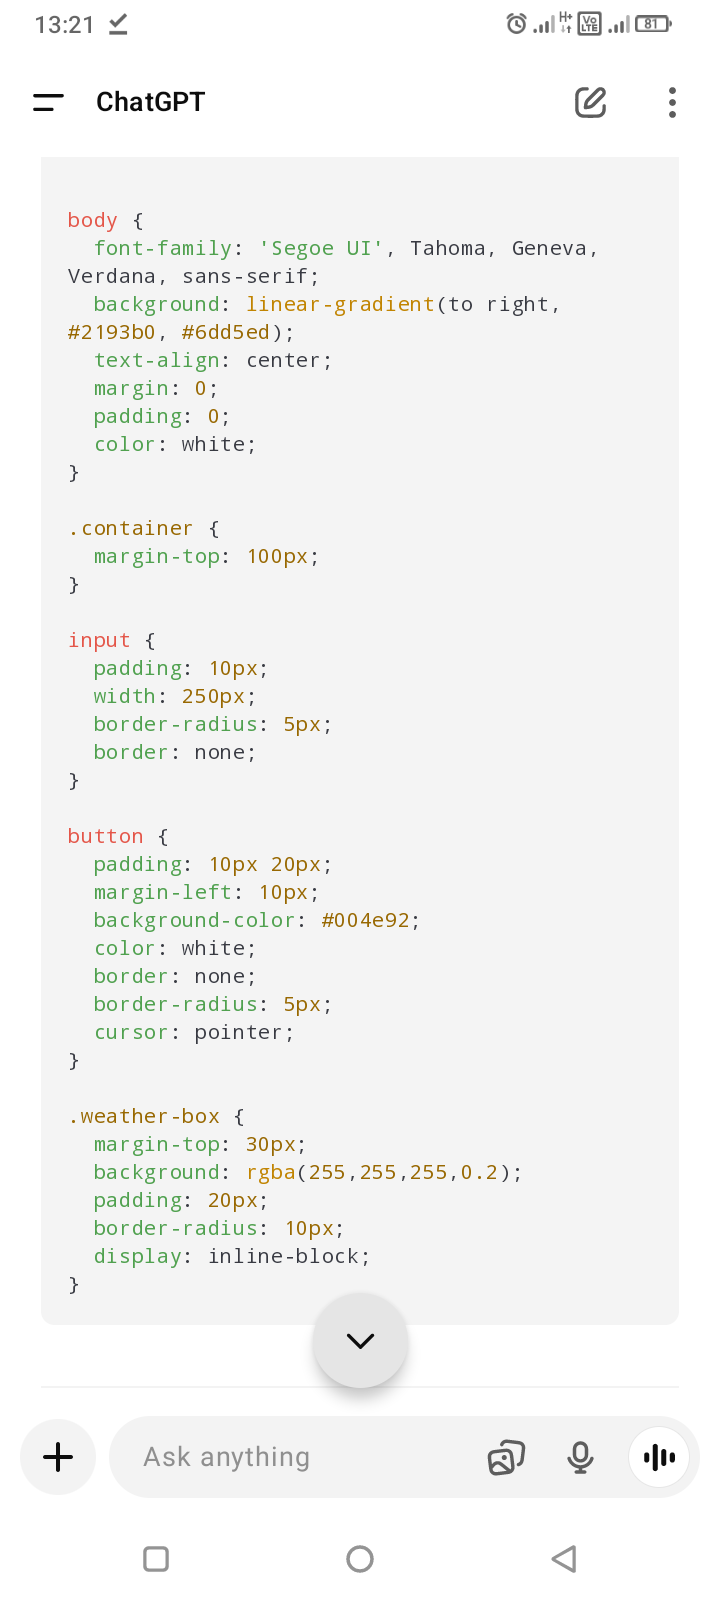 13:21
H+
Vo
LTE
81
ChatGPT
body {
  font-family: 'Segoe UI', Tahoma, Geneva,
Verdana, sans-serif;
  background: linear-gradient(to right,
#2193b0, #6dd5ed);
  text-align: center;
  margin: 0;
  padding: 0;
  color: white;
}

.container {
  margin-top: 100px;
}

input {
  padding: 10px;
  width: 250px;
  border-radius: 5px;
  border: none;
}

button {
  padding: 10px 20px;
  margin-left: 10px;
  background-color: #004e92;
  color: white;
  border: none;
  border-radius: 5px;
  cursor: pointer;
}

.weather-box {
  margin-top: 30px;
  background: rgba(255,255,255,0.2);
  padding: 20px;
  border-radius: 10px;
  display: inline-block;
}
Ask anything